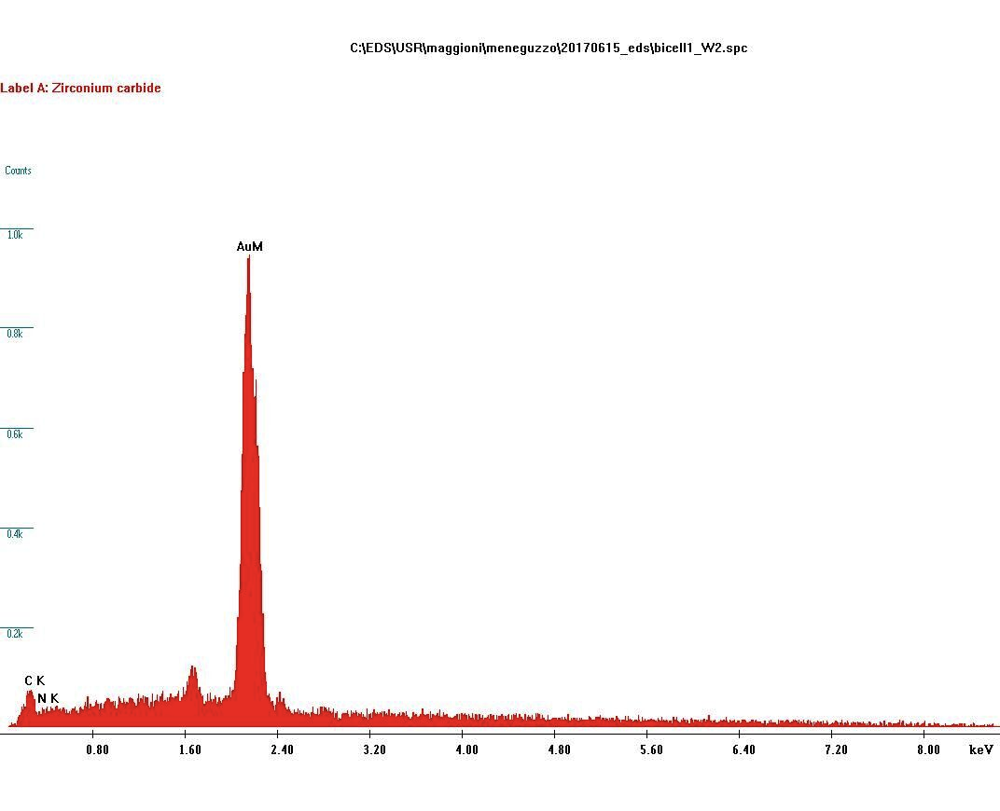 C:\EDS\USR\maggioni\meneguzzo\20170615_eds\bicell1_W2.spc
Label A: Zirconium carbide
Counts
1.0k
AuM
0.8k
0.6k
0.4k
0.2k
C K
N K
0.80 1.60 2.40 3.20 4.00 4.80 5.60 6.40 7.20 8.00 keV